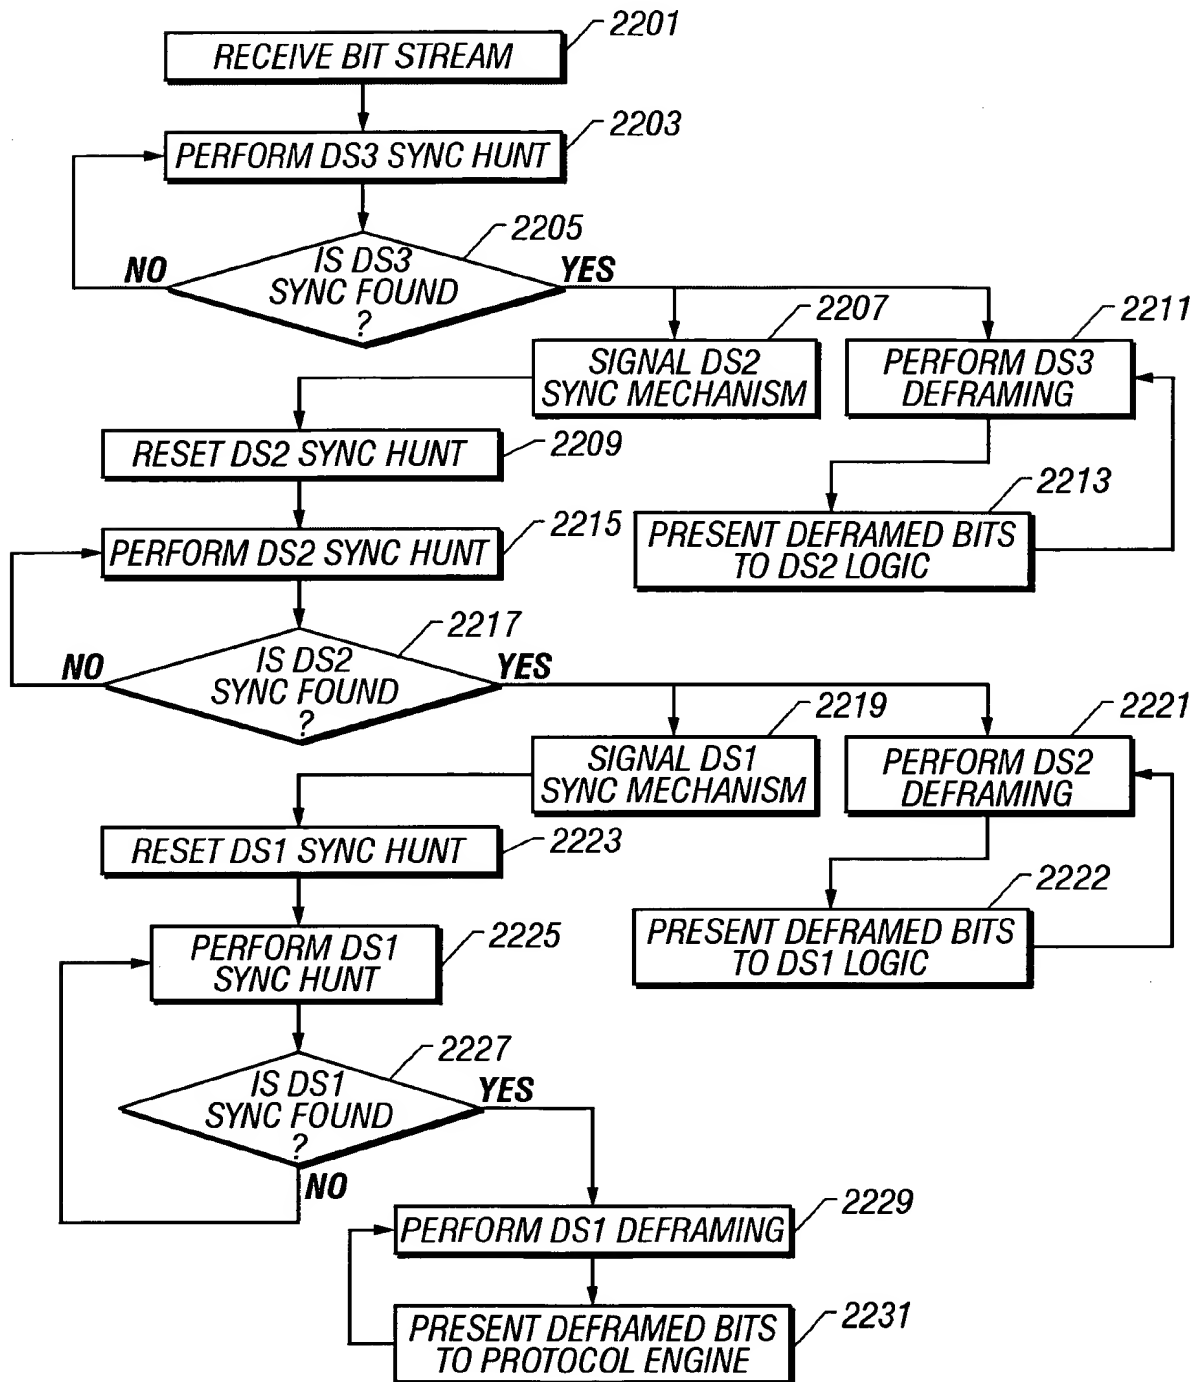 2201
RECEIVE BIT STREAM
2203
PERFORM DS3 SYNC HUNT
2205
IS DS3
SYNC FOUND
?
NO
YES
2207
SIGNAL DS2
SYNC MECHANISM
2211
PERFORM DS3
DEFRAMING
2209
RESET DS2 SYNC HUNT
2213
PRESENT DEFRAMED BITS
TO DS2 LOGIC
2215
PERFORM DS2 SYNC HUNT
2217
IS DS2
SYNC FOUND
?
NO
YES
2219
SIGNAL DS1
SYNC MECHANISM
2221
PERFORM DS2
DEFRAMING
2223
RESET DS1 SYNC HUNT
2222
PRESENT DEFRAMED BITS
TO DS1 LOGIC
2225
PERFORM DS1
SYNC HUNT
2227
IS DS1
SYNC FOUND
?
YES
NO
2229
PERFORM DS1 DEFRAMING
2231
PRESENT DEFRAMED BITS
TO PROTOCOL ENGINE